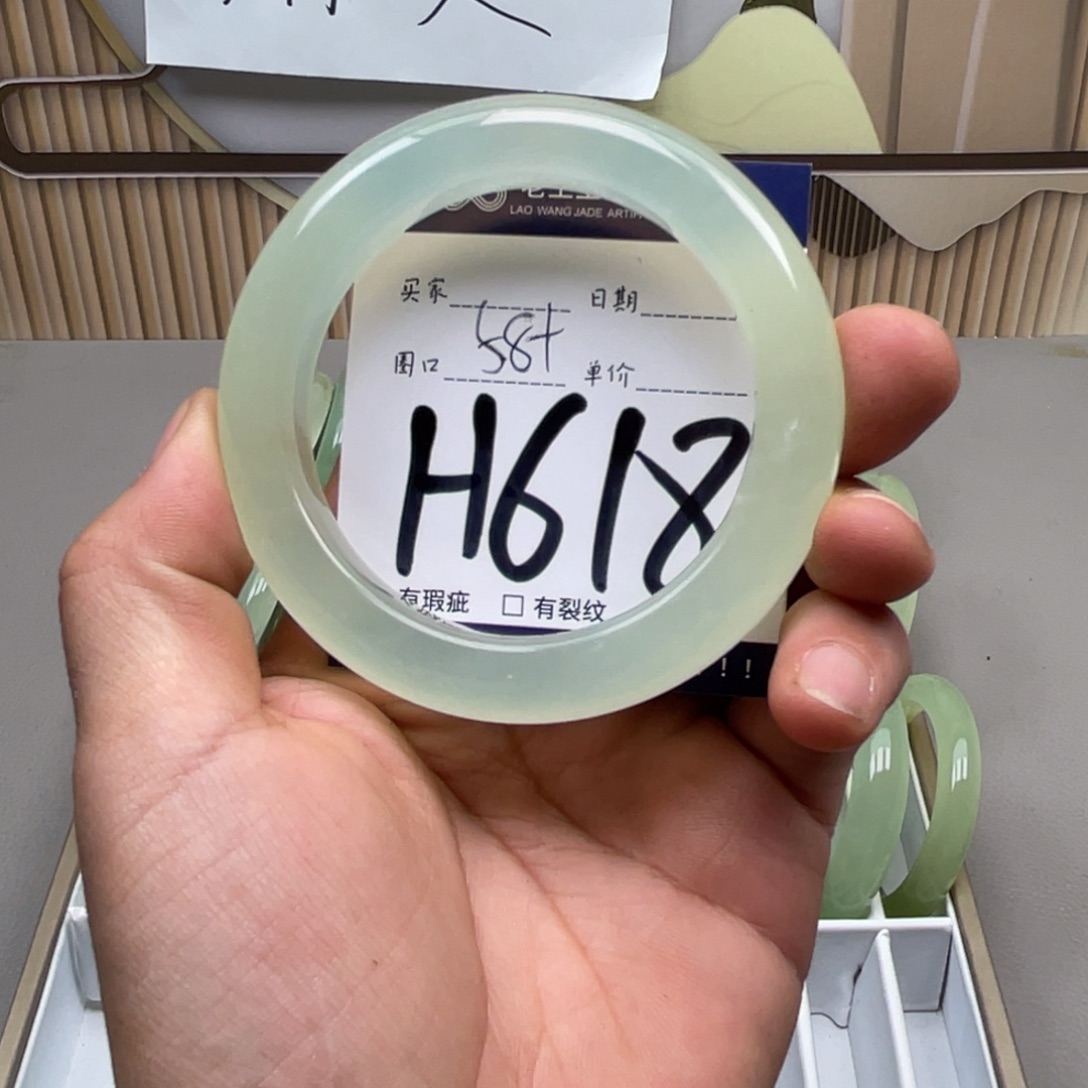 LAO WANG JADE ARTIF
买家 日期
圈口 58+ 单价
H618
有瑕疵 □ 有裂纹
!!